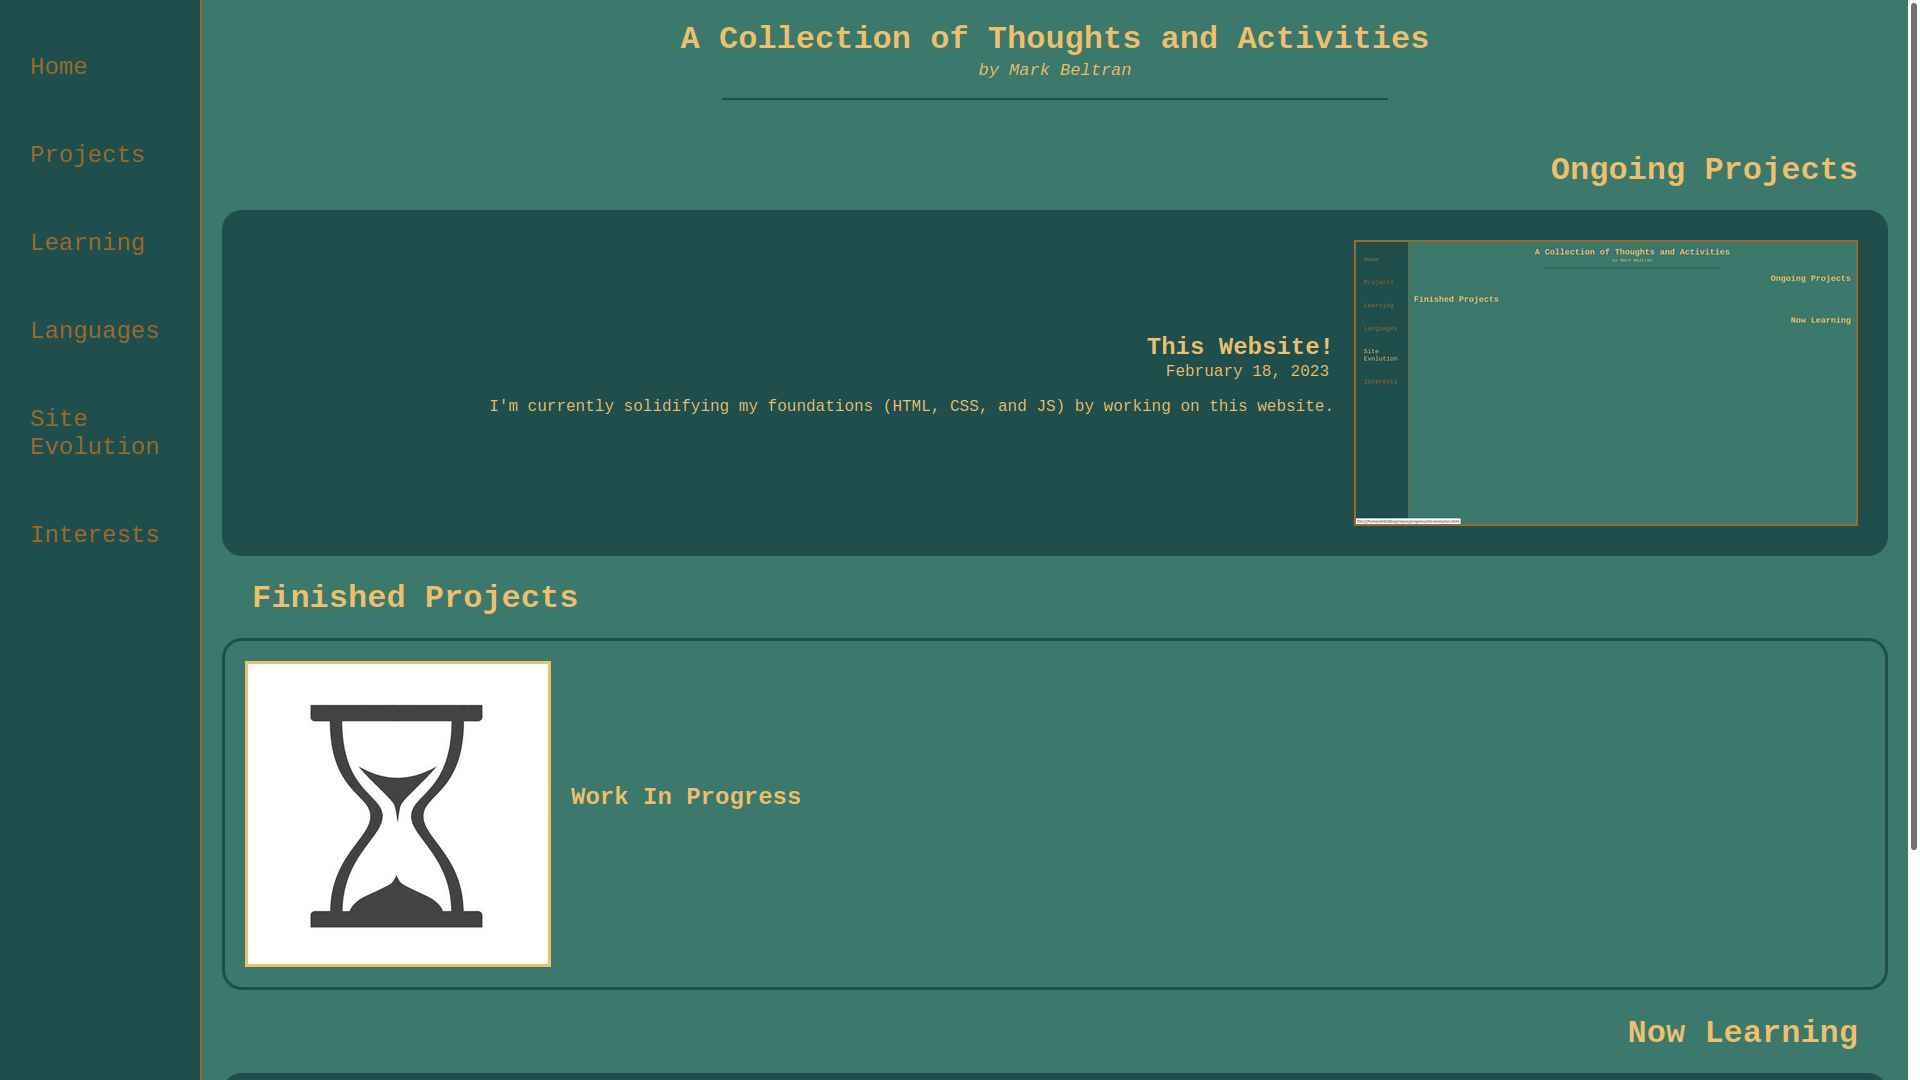 Home
Projects
Learning
Languages
Site
Evolution
Interests
A Collection of Thoughts and Activities
by Mark Beltran
Ongoing Projects
This Website!
February 18, 2023
I'm currently solidifying my foundations (HTML, CSS, and JS) by working on this website.
Home
Projects
Learning
Languages
Site
Evolution
Interests
A Collection of Thoughts and Activities
by Mark Beltran
Ongoing Projects
Finished Projects
Now Learning
Finished Projects
Work In Progress
Now Learning